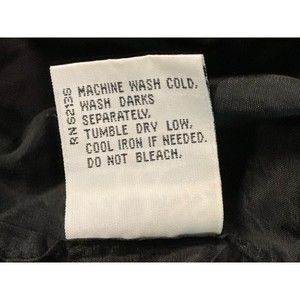 MACHINE WASH COLD,
WASH DARKS
SEPARATELY,
TUMBLE DRY LOW,
COOL IRON IF NEEDED.
DO NOT BLEACH.
RN 62136